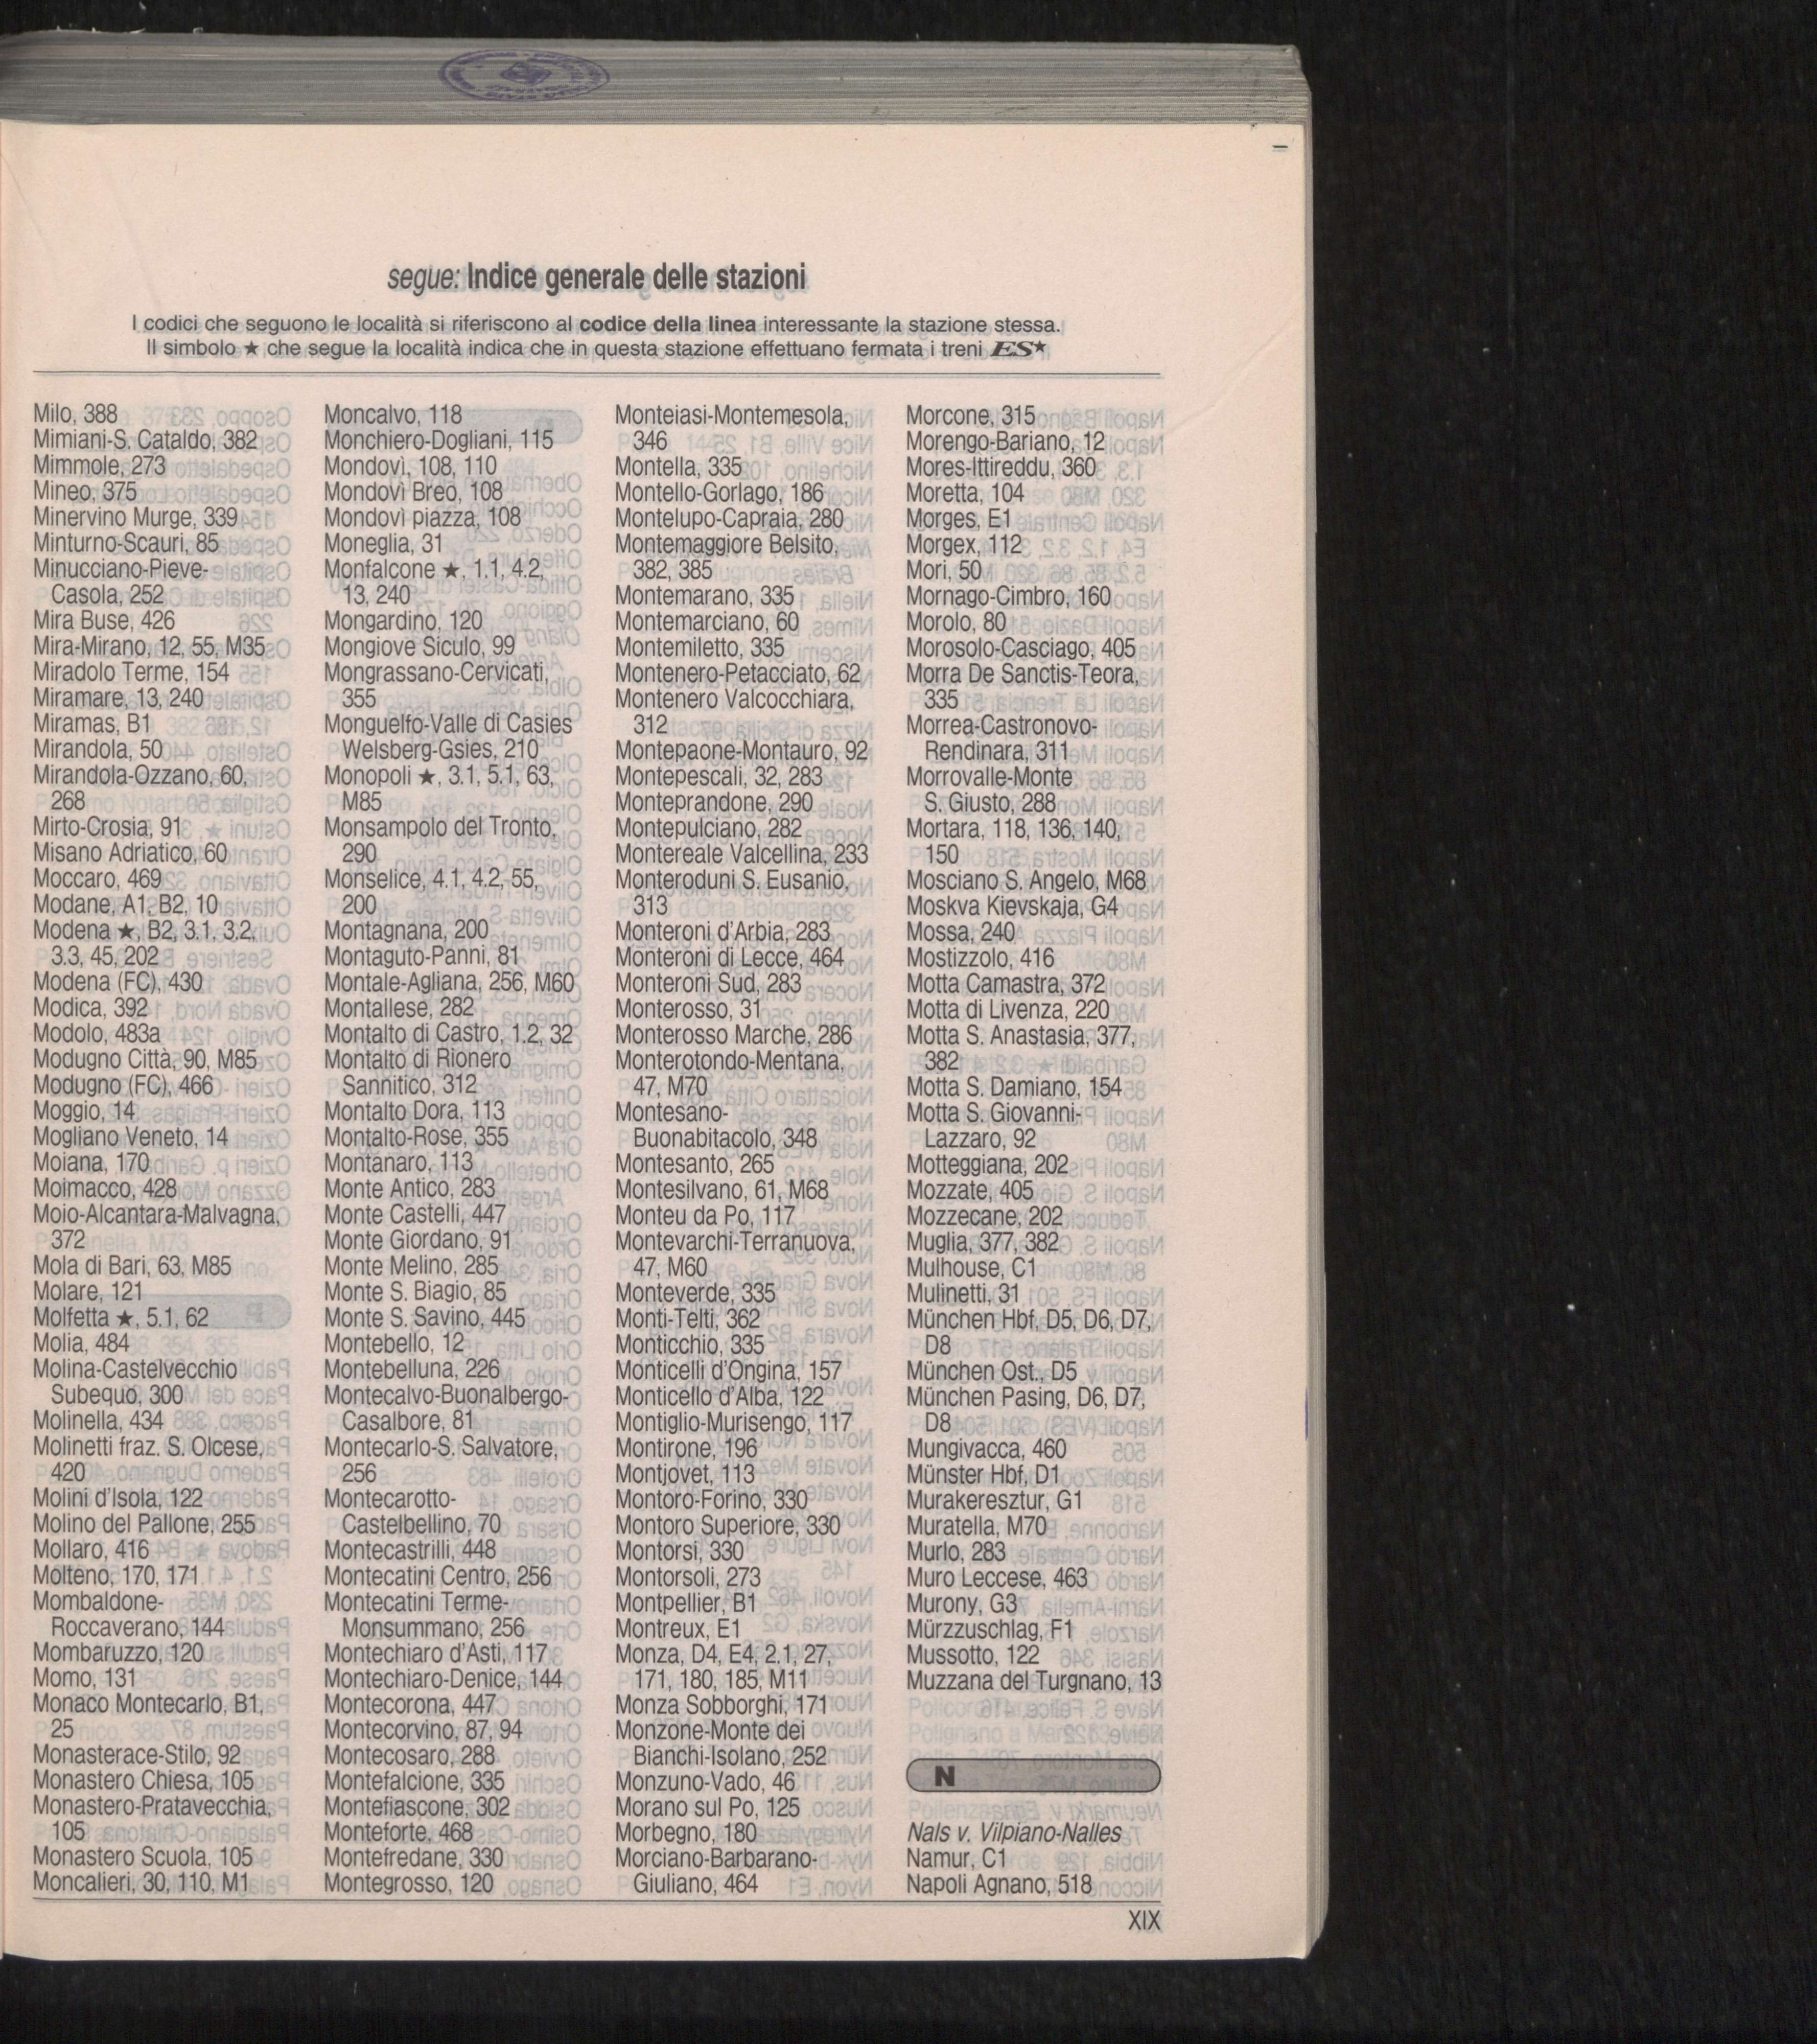 segue: Indice generale delle stazioni
I codici che seguono le località si riferiscono al codice della linea interessante la stazione stessa.
Il simbolo ★ che segue la località indica che in questa stazione effettuano fermata i treni ES★
Milo, 388
Mimiani-S. Cataldo, 382
Mimmole, 273
Mineo, 375
Minervino Murge, 339
Minturno-Scauri, 85
Minucciano-Pieve-
Casola, 252
Mira Buse, 426
Mira-Mirano, 12, 55, M35
Miradolo Terme, 154
Miramare, 13, 240
Miramas, B1
Mirandola, 50
Mirandola-Ozzano, 60,
268
Mirto-Crosia, 91
Misano Adriatico, 60
Moccaro, 469
Modane, A1, B2, 10
Modena ★, B2, 3.1, 3.2,
3.3, 45, 202
Modena (FC), 430
Modica, 392
Modolo, 483a
Modugno Città, 90, M85
Modugno (FC), 466
Moggio, 14
Mogliano Veneto, 14
Moiana, 170
Moimacco, 428
Moio-Alcantara-Malvagna,
372
Mola di Bari, 63, M85
Molare, 121
Molfetta ★, 5.1, 62
Molia, 484
Molina-Castelvecchio
Subequo, 300
Molinella, 434
Molinetti fraz. S. Olcese,
420
Molini d'Isola, 122
Molino del Pallone, 255
Mollaro, 416
Molteno, 170, 171
Mombaldone-
Roccaverano, 144
Mombaruzzo, 120
Momo, 131
Monaco Montecarlo, B1,
25
Monasterace-Stilo, 92
Monastero Chiesa, 105
Monastero-Pratavecchia,
105
Monastero Scuola, 105
Moncalieri, 30, 110, M1
Moncalvo, 118
Monchiero-Dogliani, 115
Mondovì, 108, 110
Mondovì Breo, 108
Mondovì piazza, 108
Moneglia, 31
Monfalcone ★, 1.1, 4.2,
13, 240
Mongardino, 120
Mongiove Siculo, 99
Mongrassano-Cervicati,
355
Monguelfo-Valle di Casies
Welsberg-Gsies, 210
Monopoli ★, 3.1, 5.1, 63,
M85
Monsampolo del Tronto,
290
Monselice, 4.1, 4.2, 55,
200
Montagnana, 200
Montaguto-Panni, 81
Montale-Agliana, 256, M60
Montallese, 282
Montalto di Castro, 1.2, 32
Montalto di Rionero
Sannitico, 312
Montalto Dora, 113
Montalto-Rose, 355
Montanaro, 113
Monte Antico, 283
Monte Castelli, 447
Monte Giordano, 91
Monte Melino, 285
Monte S. Biagio, 85
Monte S. Savino, 445
Montebello, 12
Montebelluna, 226
Montecalvo-Buonalbergo-
Casalbore, 81
Montecarlo-S. Salvatore,
256
Montecarotto-
Castelbellino, 70
Montecastrilli, 448
Montecatini Centro, 256
Montecatini Terme-
Monsummano, 256
Montechiaro d'Asti, 117
Montechiaro-Denice, 144
Montecorona, 447
Montecorvino, 87, 94
Montecosaro, 288
Montefalcione, 335
Montefiascone, 302
Monteforte, 468
Montefredane, 330
Montegrosso, 120
Monteiasi-Montemesola,
346
Montella, 335
Montello-Gorlago, 186
Montelupo-Capraia, 280
Montemaggiore Belsito,
382, 385
Montemarano, 335
Montemarciano, 60
Montemiletto, 335
Montenero-Petacciato, 62
Montenero Valcocchiara,
312
Montepaone-Montauro, 92
Montepescali, 32, 283
Monteprandone, 290
Montepulciano, 282
Montereale Valcellina, 233
Monteroduni S. Eusanio,
313
Monteroni d'Arbia, 283
Monteroni di Lecce, 464
Monteroni Sud, 283
Monterosso, 31
Monterosso Marche, 286
Monterotondo-Mentana,
47, M70
Montesano-
Buonabitacolo, 348
Montesanto, 265
Montesilvano, 61, M68
Monteu da Po, 117
Montevarchi-Terranuova,
47, M60
Monteverde, 335
Monti-Telti, 362
Monticchio, 335
Monticelli d'Ongina, 157
Monticello d'Alba, 122
Montiglio-Murisengo, 117
Montirone, 196
Montjovet, 113
Montoro-Forino, 330
Montoro Superiore, 330
Montorsi, 330
Montorsoli, 273
Montpellier, B1
Montreux, E1
Monza, D4, E4, 2.1, 27,
171, 180, 185, M11
Monza Sobborghi, 171
Monzone-Monte dei
Bianchi-Isolano, 252
Monzuno-Vado, 46
Morano sul Po, 125
Morbegno, 180
Morciano-Barbarano-
Giuliano, 464
Morcone, 315
Morengo-Bariano, 12
Mores-Ittireddu, 360
Moretta, 104
Morges, E1
Morgex, 112
Mori, 50
Mornago-Cimbro, 160
Morolo, 80
Morosolo-Casciago, 405
Morra De Sanctis-Teora,
335
Morrea-Castronovo-
Rendinara, 311
Morrovalle-Monte
S. Giusto, 288
Mortara, 118, 136, 140,
150
Mosciano S. Angelo, M68
Moskva Kievskaja, G4
Mossa, 240
Mostizzolo, 416
Motta Camastra, 372
Motta di Livenza, 220
Motta S. Anastasia, 377,
382
Motta S. Damiano, 154
Motta S. Giovanni-
Lazzaro, 92
Motteggiana, 202
Mozzate, 405
Mozzecane, 202
Muglia, 377, 382
Mulhouse, C1
Mulinetti, 31
München Hbf, D5, D6, D7,
D8
München Ost., D5
München Pasing, D6, D7,
D8
Mungivacca, 460
Münster Hbf, D1
Murakeresztur, G1
Muratella, M70
Murlo, 283
Muro Leccese, 463
Murony, G3
Mürzzuschlag, F1
Mussotto, 122
Muzzana del Turgnano, 13
N
Nals v. Vilpiano-Nalles
Namur, C1
Napoli Agnano, 518
XIX